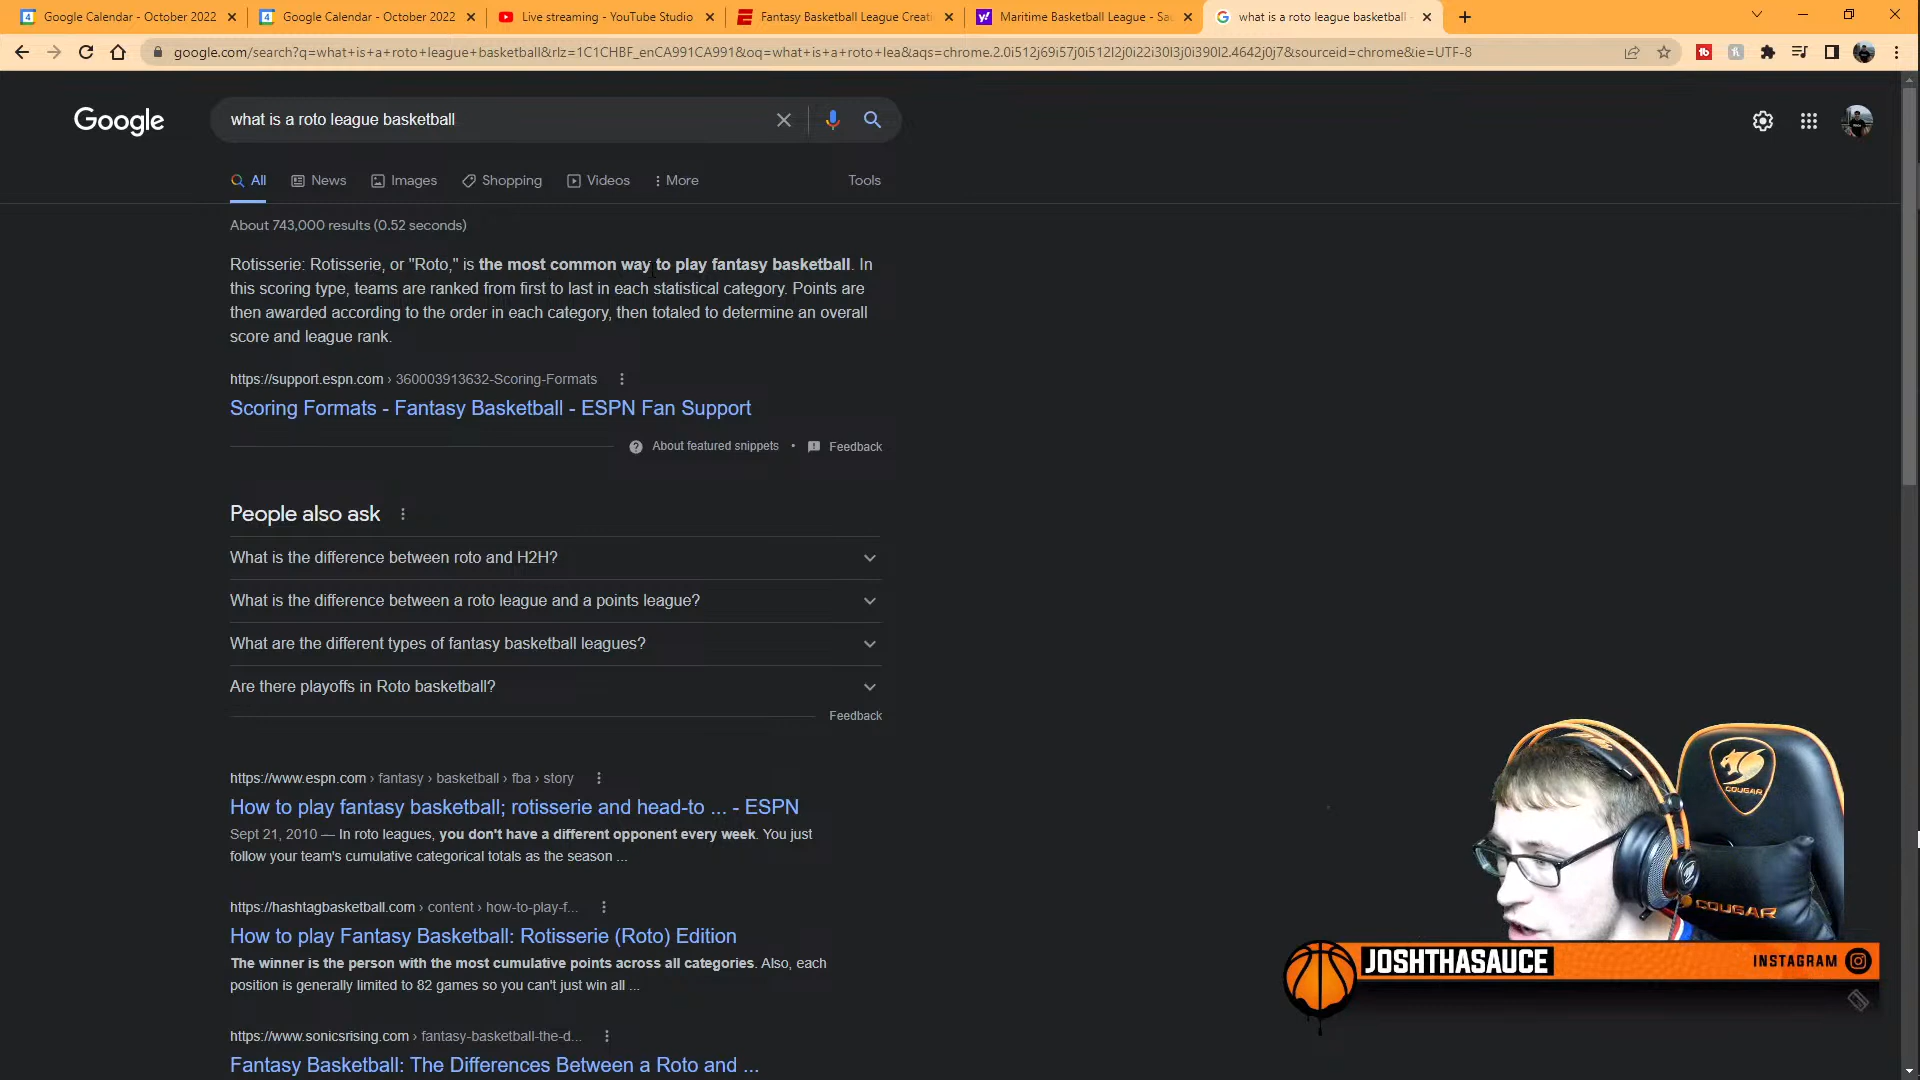 Google Calendar - October 2022
Google Calendar - October 2022
Live streaming - YouTube Studio
Fantasy Basketball League Creati
Maritime Basketball League - Sau
what is a roto league basketball
google.com/search?q=what+is+a+roto+league+basketball&rlz=1C1CHBF_enCA991CA991&oq=what+is+a+roto+lea&aqs=chrome.2.0i512j69i57j0i512l2j0i22i30l3j0i390l2.4642j0j7&sourceid=chrome&ie=UTF-8
Google
what is a roto league basketball
All
News
Images
Shopping
Videos
More
Tools
About 743,000 results (0.52 seconds)
Rotisserie: Rotisserie, or "Roto," is the most common way to play fantasy basketball. In
this scoring type, teams are ranked from first to last in each statistical category. Points are
then awarded according to the order in each category, then totaled to determine an overall
score and league rank.
https://support.espn.com › 360003913632-Scoring-Formats
Scoring Formats - Fantasy Basketball - ESPN Fan Support
About featured snippets • Feedback
People also ask
What is the difference between roto and H2H?
What is the difference between a roto league and a points league?
What are the different types of fantasy basketball leagues?
Are there playoffs in Roto basketball?
Feedback
https://www.espn.com › fantasy › basketball › fba › story
How to play fantasy basketball; rotisserie and head-to ... - ESPN
Sept 21, 2010 — In roto leagues, you don't have a different opponent every week. You just
follow your team's cumulative categorical totals as the season ...
https://hashtagbasketball.com › content › how-to-play-f...
How to play Fantasy Basketball: Rotisserie (Roto) Edition
The winner is the person with the most cumulative points across all categories. Also, each
position is generally limited to 82 games so you can't just win all ...
https://www.sonicsrising.com › fantasy-basketball-the-d...
Fantasy Basketball: The Differences Between a Roto and ...
COUGAR
COUGAR
JOSHTHASAUCE
INSTAGRAM